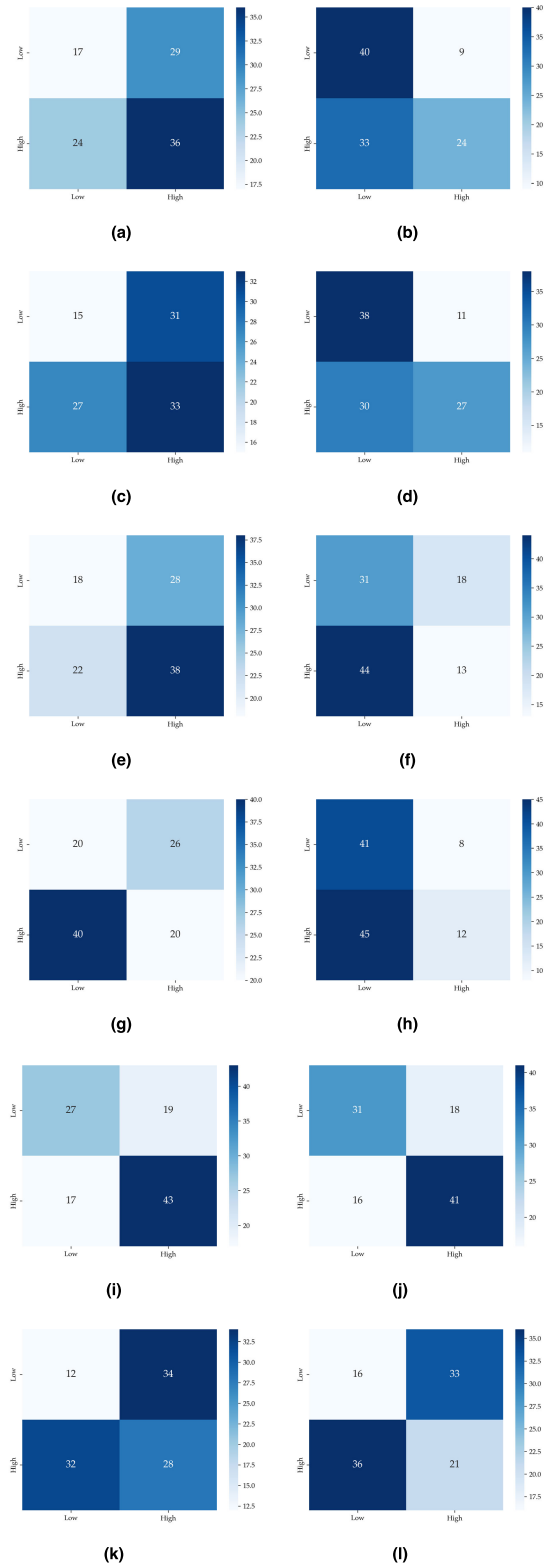 Low 17 29
High 24 36
Low High
35.0
32.5
30.0
27.5
25.0
22.5
20.0
17.5
(a)
Low 40 9
High 33 24
Low High
40
35
30
25
20
15
10
(b)
Low 15 31
High 27 33
Low High
32
30
28
26
24
22
20
18
16
(c)
Low 38 11
High 30 27
Low High
35
30
25
20
15
(d)
Low 18 28
High 22 38
Low High
37.5
35.0
32.5
30.0
27.5
25.0
22.5
20.0
(e)
Low 31 18
High 44 13
Low High
40
35
30
25
20
15
(f)
Low 20 26
High 40 20
Low High
40.0
37.5
35.0
32.5
30.0
27.5
25.0
22.5
20.0
(g)
Low 41 8
High 45 12
Low High
45
40
35
30
25
20
15
10
(h)
Low 27 19
High 17 43
Low High
40
35
30
25
20
(i)
Low 31 18
High 16 41
Low High
40
35
30
25
20
(j)
Low 12 34
High 32 28
Low High
32.5
30.0
27.5
25.0
22.5
20.0
17.5
15.0
12.5
(k)
Low 16 33
High 36 21
Low High
35.0
32.5
30.0
27.5
25.0
22.5
20.0
17.5
(l)